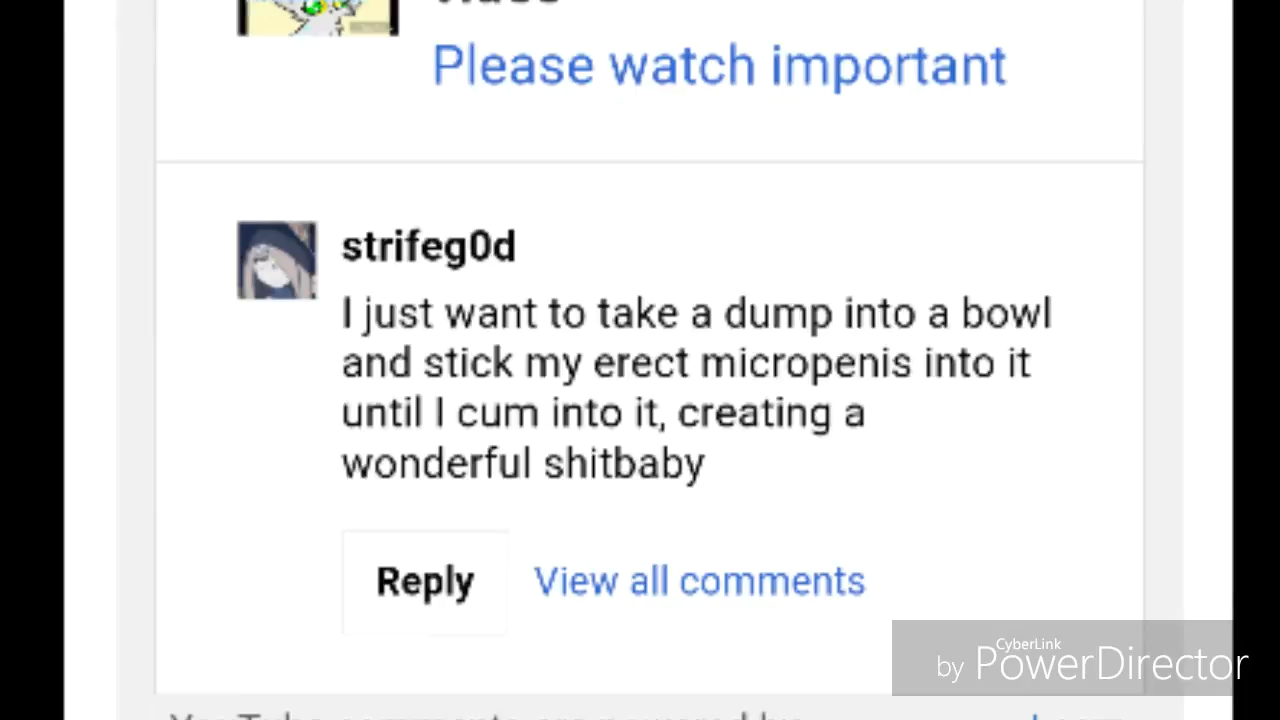 Please watch important
strifeg0d
I just want to take a dump into a bowl
and stick my erect micropenis into it
until I cum into it, creating a
wonderful shitbaby
Reply
View all comments
CyberLink
by PowerDirector